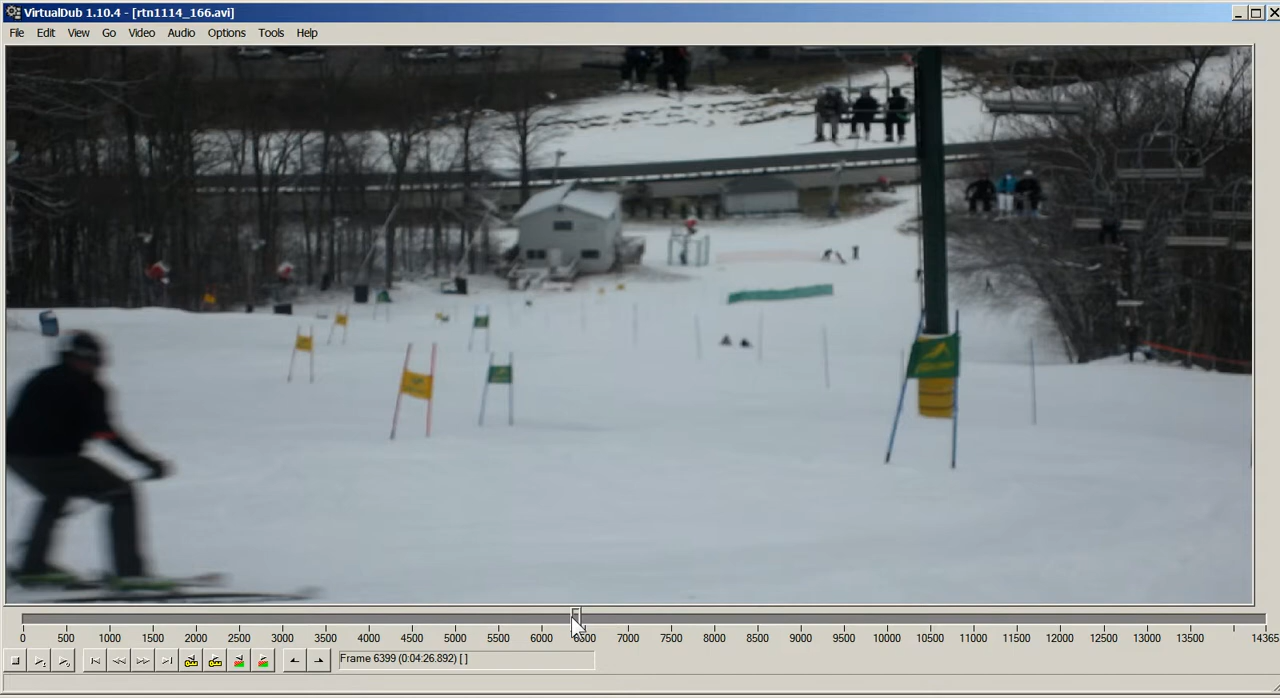 VirtualDub 1.10.4 - [rtn1114_166.avi]
File Edit View Go Video Audio Options Tools Help
0 500 1000 1500 2000 2500 3000 3500 4000 4500 5000 5500 6000 6500 7000 7500 8000 8500 9000 9500 10000 10500 11000 11500 12000 12500 13000 13500 14365
Frame 6399 (0:04:26.892) [ ]